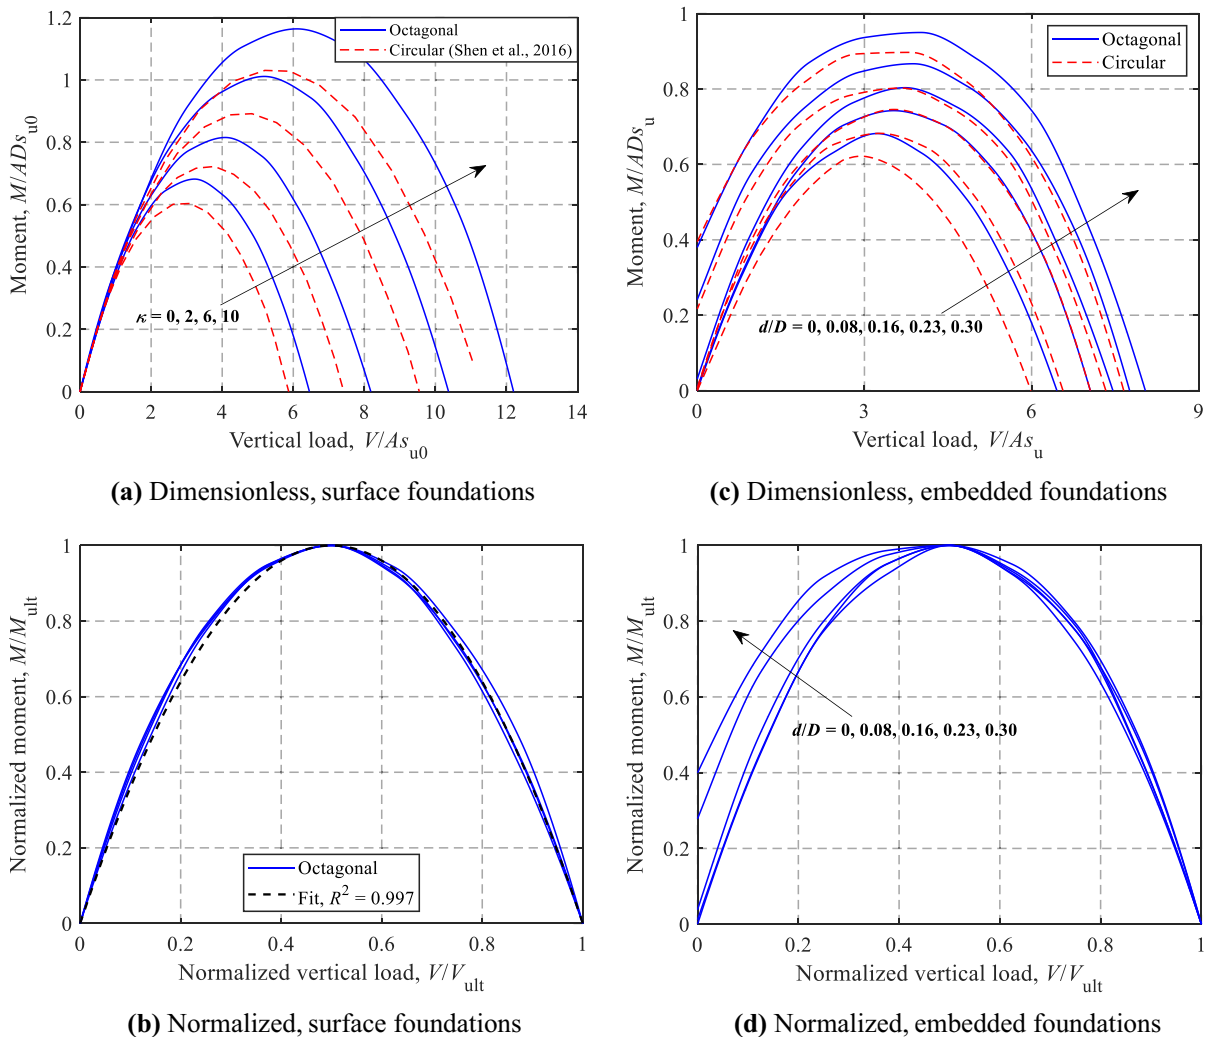 1.2
1
0.8
0.6
0.4
0.2
0
0 2 4 6 8 10 12 14
Moment, M/ADs_u0
Vertical load, V/As_u0
Octagonal
Circular (Shen et al., 2016)
κ = 0, 2, 6, 10
(a) Dimensionless, surface foundations
1
0.8
0.6
0.4
0.2
0
0 3 6 9
Moment, M/ADs_u
Vertical load, V/As_u
Octagonal
Circular
d/D = 0, 0.08, 0.16, 0.23, 0.30
(c) Dimensionless, embedded foundations
1
0.8
0.6
0.4
0.2
0
0 0.2 0.4 0.6 0.8 1
Normalized moment, M/M_ult
Normalized vertical load, V/V_ult
Octagonal
Fit, R² = 0.997
(b) Normalized, surface foundations
1
0.8
0.6
0.4
0.2
0
0 0.2 0.4 0.6 0.8 1
Normalized moment, M/M_ult
Normalized vertical load, V/V_ult
d/D = 0, 0.08, 0.16, 0.23, 0.30
(d) Normalized, embedded foundations